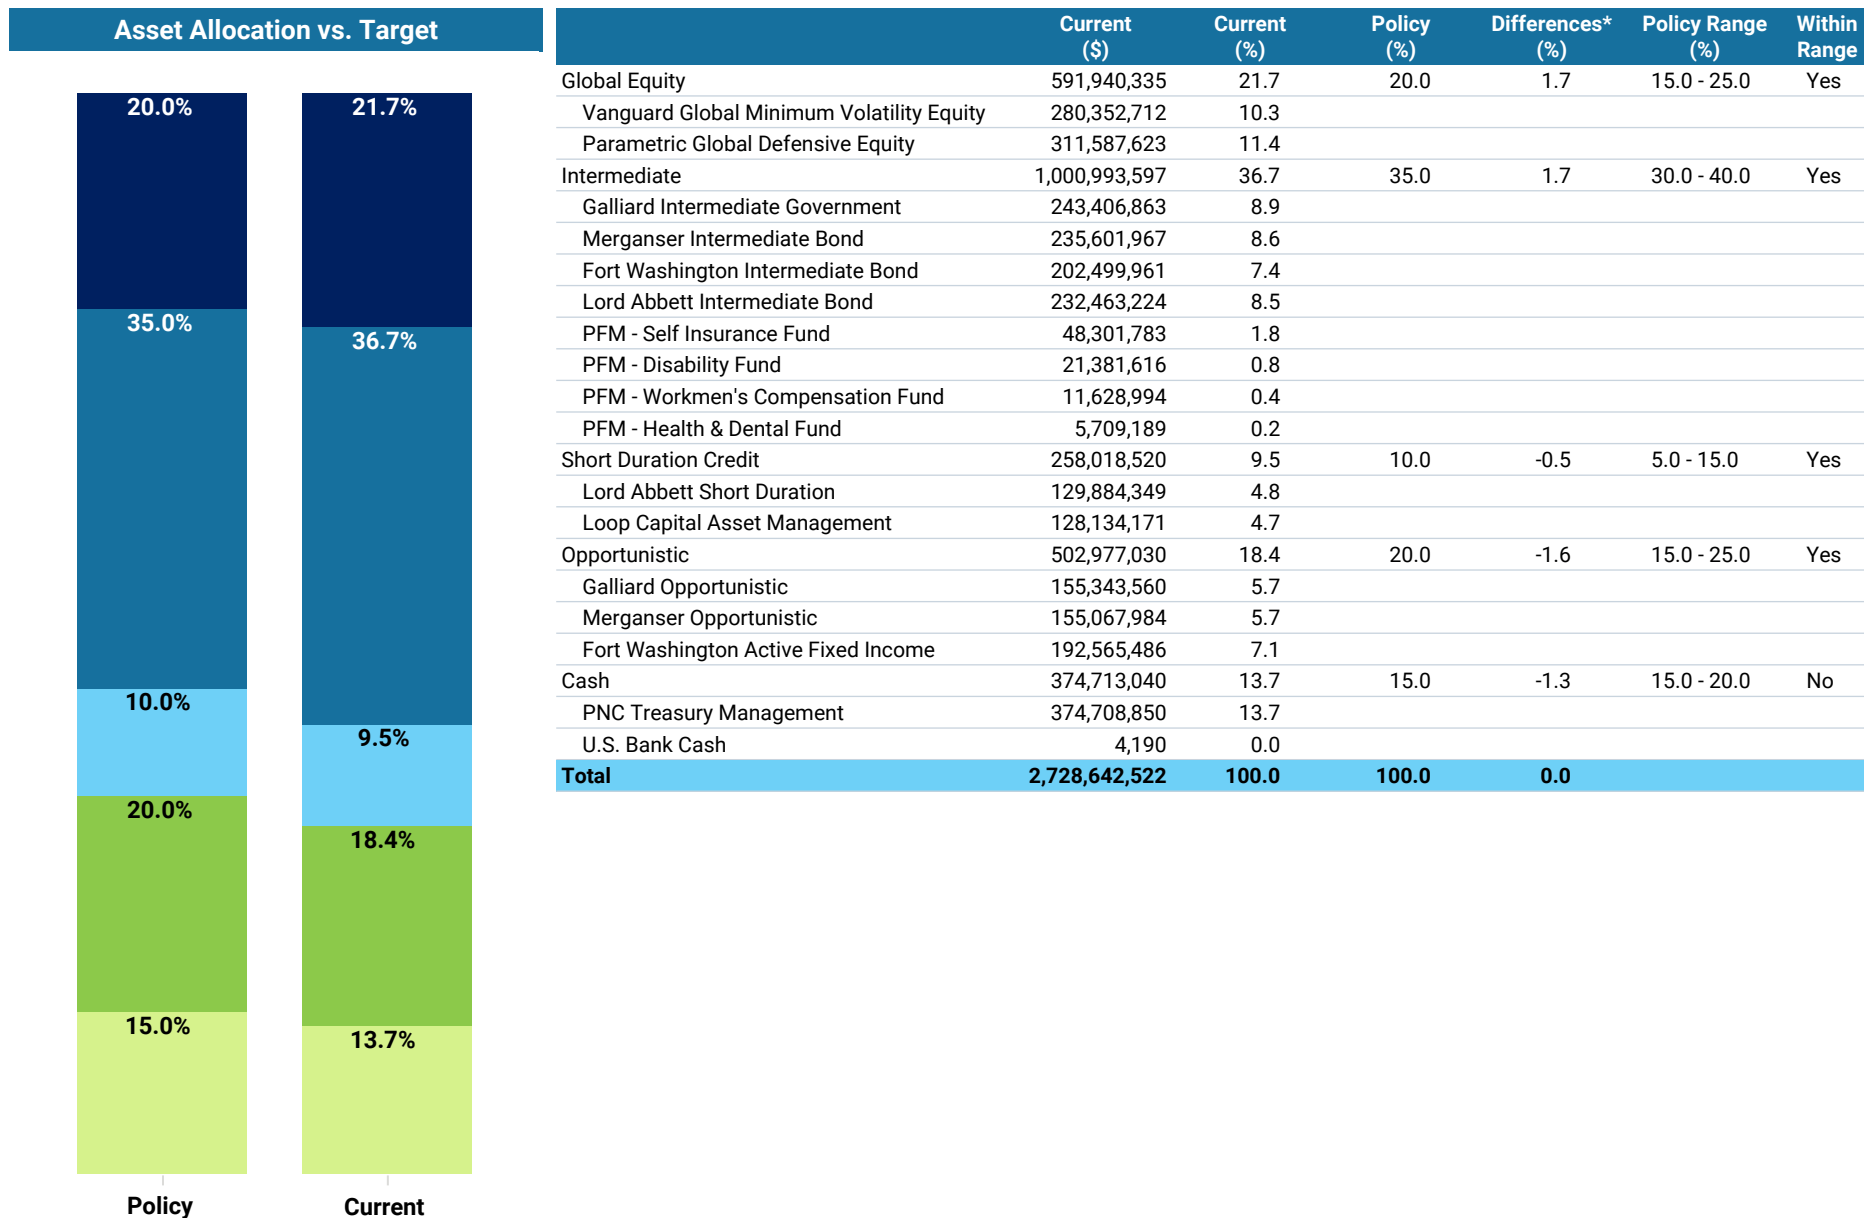 Asset Allocation vs. Target
20.0%
21.7%
35.0%
36.7%
10.0%
9.5%
20.0%
18.4%
15.0%
13.7%
Policy
Current
Current ($) Current (%) Policy (%) Differences* (%) Policy Range (%) Within Range
Global Equity 591,940,335 21.7 20.0 1.7 15.0 - 25.0 Yes
Vanguard Global Minimum Volatility Equity 280,352,712 10.3
Parametric Global Defensive Equity 311,587,623 11.4
Intermediate 1,000,993,597 36.7 35.0 1.7 30.0 - 40.0 Yes
Galliard Intermediate Government 243,406,863 8.9
Merganser Intermediate Bond 235,601,967 8.6
Fort Washington Intermediate Bond 202,499,961 7.4
Lord Abbett Intermediate Bond 232,463,224 8.5
PFM - Self Insurance Fund 48,301,783 1.8
PFM - Disability Fund 21,381,616 0.8
PFM - Workmen's Compensation Fund 11,628,994 0.4
PFM - Health & Dental Fund 5,709,189 0.2
Short Duration Credit 258,018,520 9.5 10.0 -0.5 5.0 - 15.0 Yes
Lord Abbett Short Duration 129,884,349 4.8
Loop Capital Asset Management 128,134,171 4.7
Opportunistic 502,977,030 18.4 20.0 -1.6 15.0 - 25.0 Yes
Galliard Opportunistic 155,343,560 5.7
Merganser Opportunistic 155,067,984 5.7
Fort Washington Active Fixed Income 192,565,486 7.1
Cash 374,713,040 13.7 15.0 -1.3 15.0 - 20.0 No
PNC Treasury Management 374,708,850 13.7
U.S. Bank Cash 4,190 0.0
Total 2,728,642,522 100.0 100.0 0.0